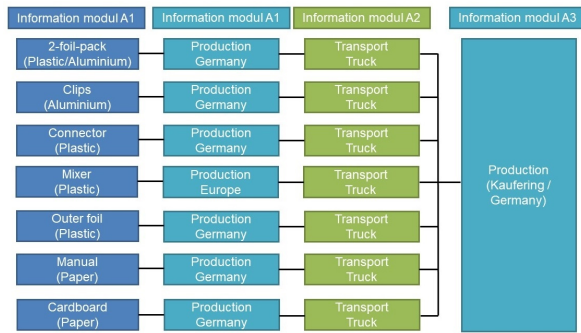 Information modul A1
Information modul A1
Information modul A2
Information modul A3
2-foil-pack
(Plastic/Aluminium)
Production
Germany
Transport
Truck
Clips
(Aluminium)
Production
Germany
Transport
Truck
Connector
(Plastic)
Production
Germany
Transport
Truck
Mixer
(Plastic)
Production
Europe
Transport
Truck
Outer foil
(Plastic)
Production
Germany
Transport
Truck
Manual
(Paper)
Production
Germany
Transport
Truck
Cardboard
(Paper)
Production
Germany
Transport
Truck
Production
(Kaufering /
Germany)